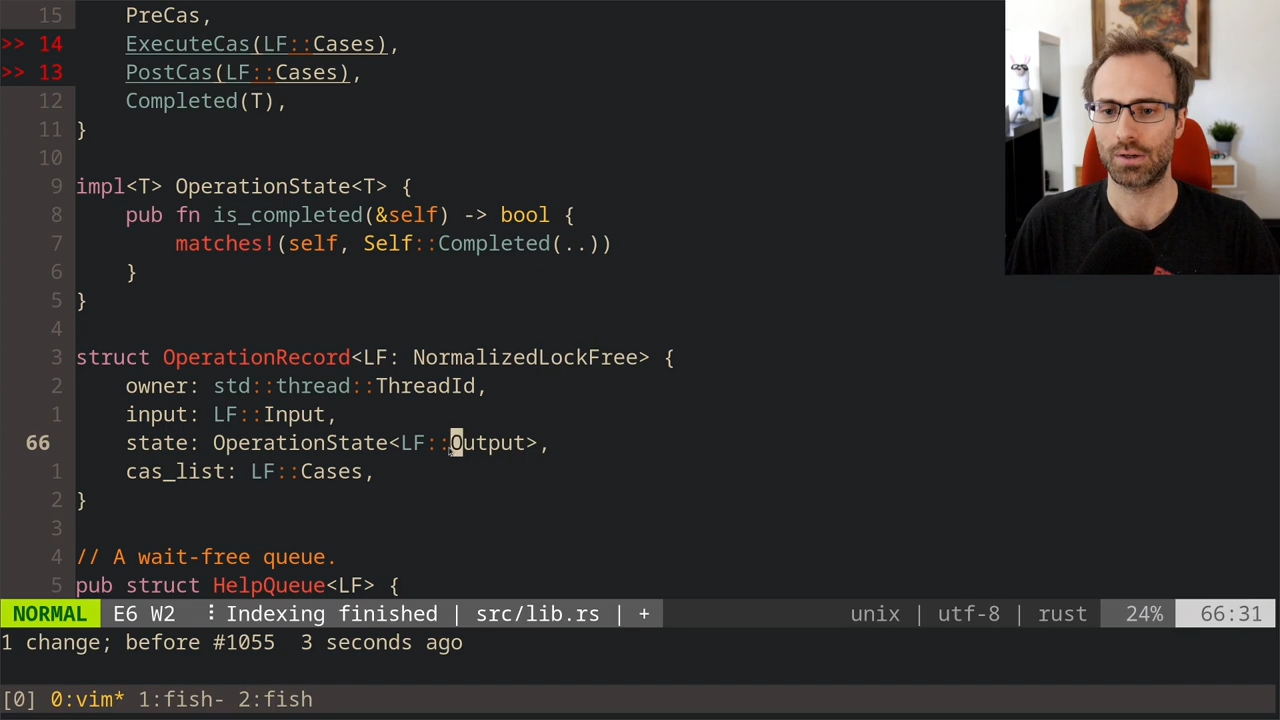 15 PreCas,
>> 14 ExecuteCas(LF::Cases),
>> 13 PostCas(LF::Cases),
12 Completed(T),
11 }
10
9 impl<T> OperationState<T> {
8 pub fn is_completed(&self) -> bool {
7 matches!(self, Self::Completed(..))
6 }
5 }
4
3 struct OperationRecord<LF: NormalizedLockFree> {
2 owner: std::thread::ThreadId,
1 input: LF::Input,
66 state: OperationState<LF::Output>,
1 cas_list: LF::Cases,
2 }
3
4 // A wait-free queue.
5 pub struct HelpQueue<LF> {
NORMAL E6 W2 ⠸ Indexing finished | src/lib.rs | + unix | utf-8 | rust 24% 66:31
1 change; before #1055 3 seconds ago
[0] 0:vim* 1:fish- 2:fish